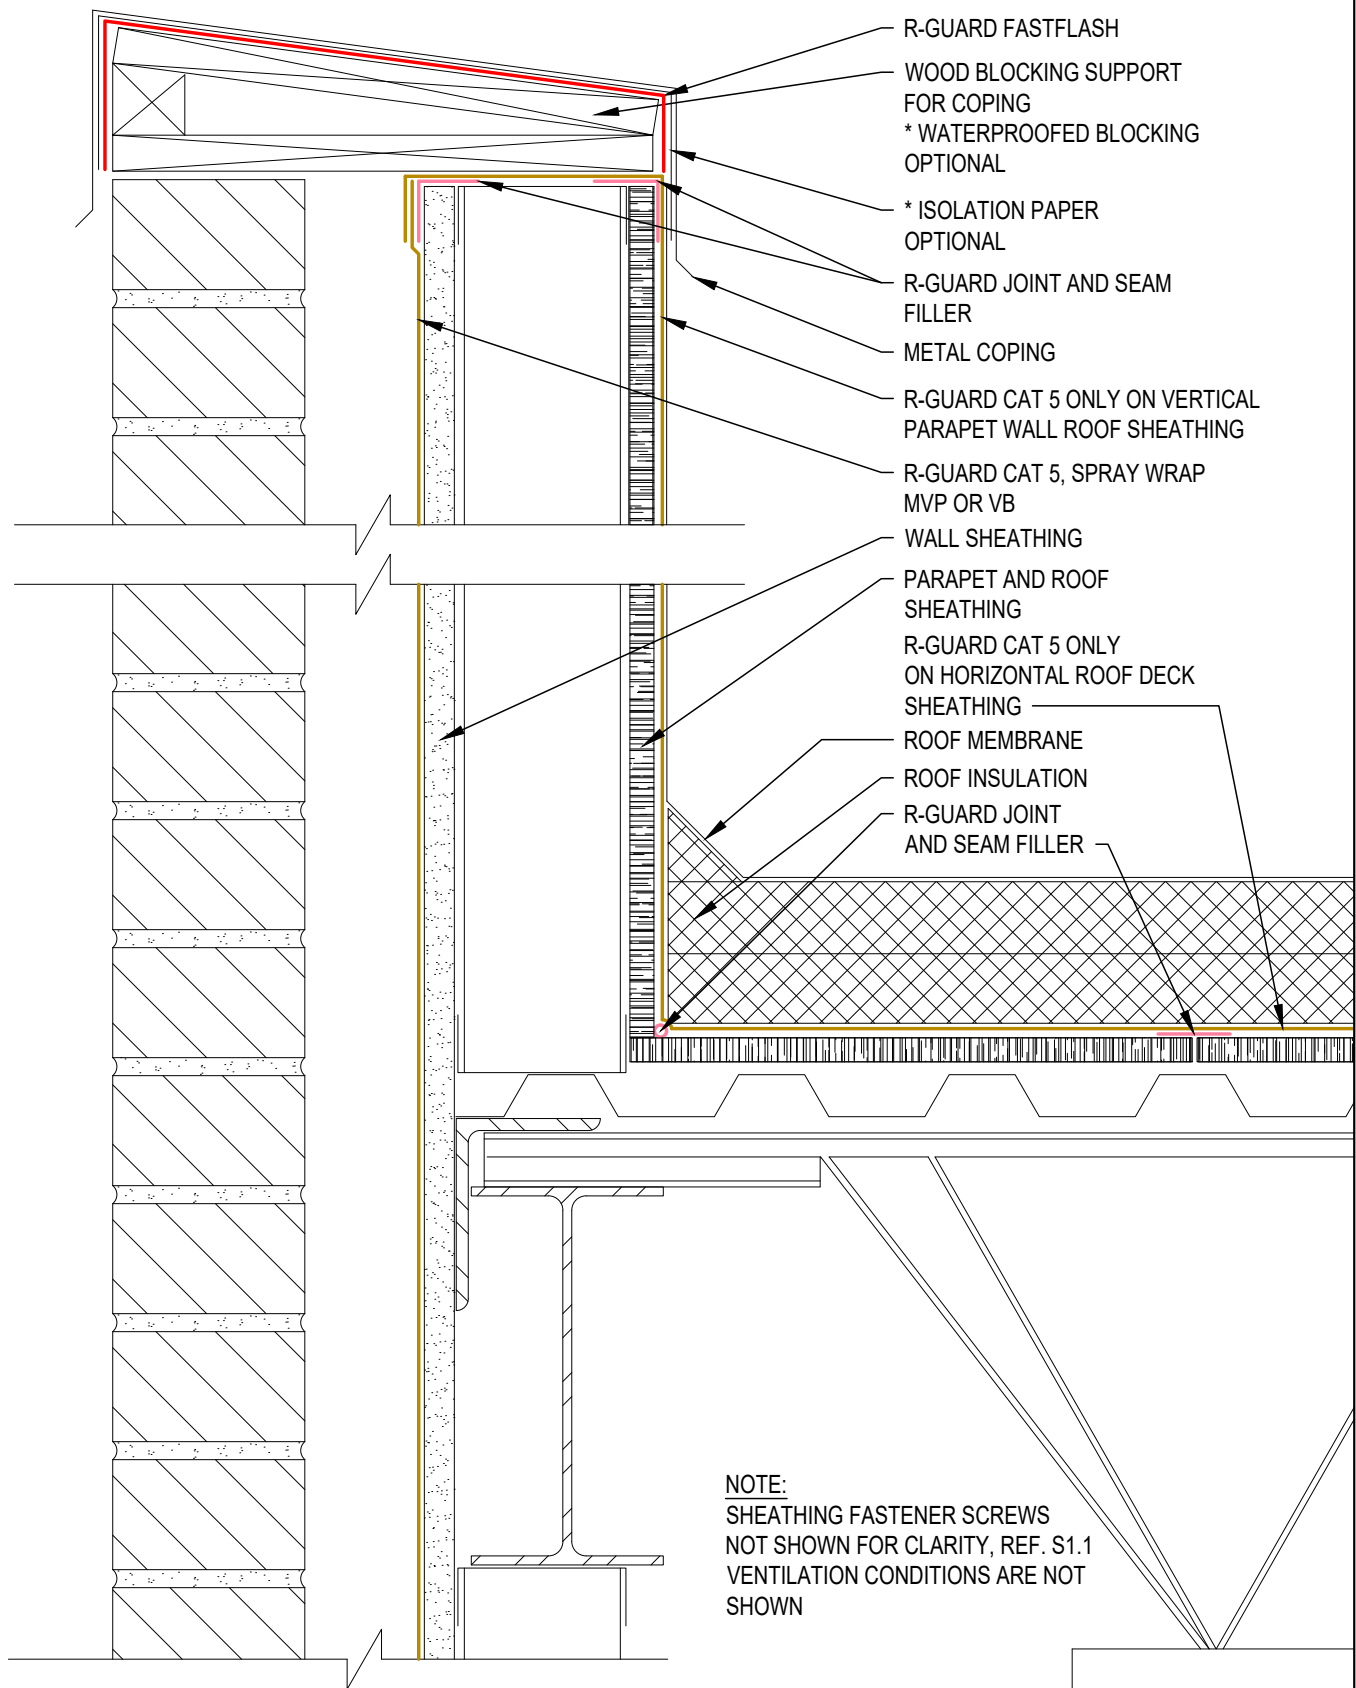 R-GUARD FASTFLASH
WOOD BLOCKING SUPPORT
FOR COPING
* WATERPROOFED BLOCKING
OPTIONAL
* ISOLATION PAPER
OPTIONAL
R-GUARD JOINT AND SEAM
FILLER
METAL COPING
R-GUARD CAT 5 ONLY ON VERTICAL
PARAPET WALL ROOF SHEATHING
R-GUARD CAT 5, SPRAY WRAP
MVP OR VB
WALL SHEATHING
PARAPET AND ROOF
SHEATHING
R-GUARD CAT 5 ONLY
ON HORIZONTAL ROOF DECK
SHEATHING
ROOF MEMBRANE
ROOF INSULATION
R-GUARD JOINT
AND SEAM FILLER
NOTE:
SHEATHING FASTENER SCREWS
NOT SHOWN FOR CLARITY, REF. S1.1
VENTILATION CONDITIONS ARE NOT
SHOWN